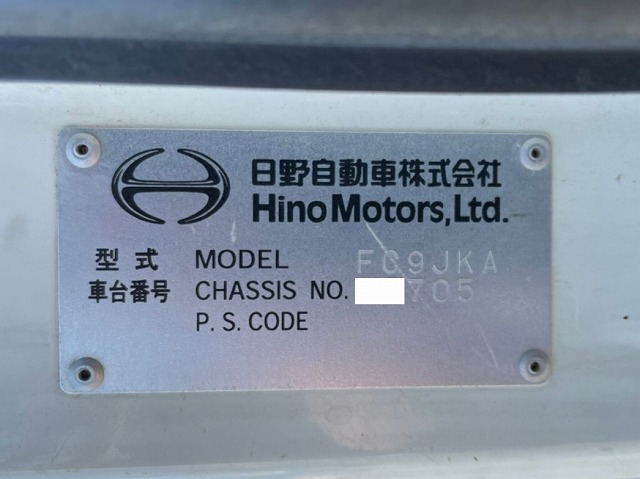 日野自動車株式会社
Hino Motors, Ltd.
型式 MODEL FC9JKA
車台番号 CHASSIS NO. 705
P. S. CODE